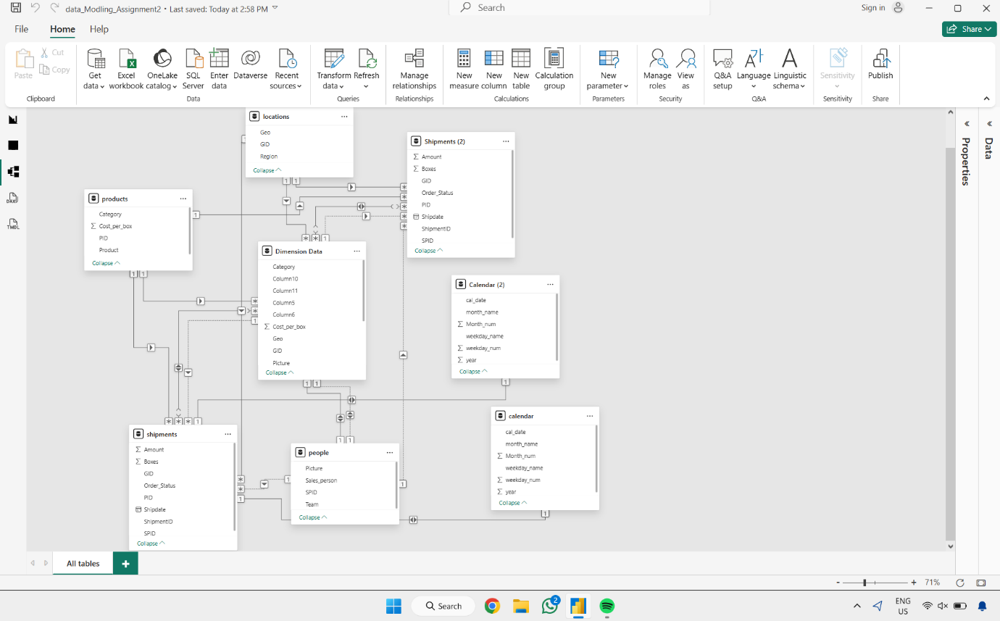 data_Modling_Assignment2 • Last saved: Today at 2:58 PM
Search
Sign in
File
Home
Help
Share
Paste
Cut
Copy
Clipboard
Get data
Excel workbook
OneLake catalog
SQL Server
Enter data
Dataverse
Recent sources
Data
Transform data
Refresh
Queries
Manage relationships
Relationships
New measure
New column
New table
Calculation group
Calculations
New parameter
Parameters
Manage roles
View as
Security
Q&A setup
Language
Linguistic schema
Q&A
Sensitivity
Sensitivity
Publish
Share
DAX
TMDL
locations
Geo
GID
Region
Collapse
Shipments (2)
Amount
Boxes
GID
Order_Status
PID
Shipdate
ShipmentID
SPID
Collapse
products
Category
Cost_per_box
PID
Product
Collapse
Dimension Data
Category
Column10
Column11
Column5
Column6
Cost_per_box
Geo
GID
Picture
Collapse
Calendar (2)
cal_date
month_name
Month_num
weekday_name
weekday_num
year
Collapse
calendar
cal_date
month_name
Month_num
weekday_name
weekday_num
year
Collapse
shipments
Amount
Boxes
GID
Order_Status
PID
Shipdate
ShipmentID
SPID
Collapse
people
Picture
Sales_person
SPID
Team
Collapse
Properties
Data
All tables
+
- + 71%
Search
2
ENG
US